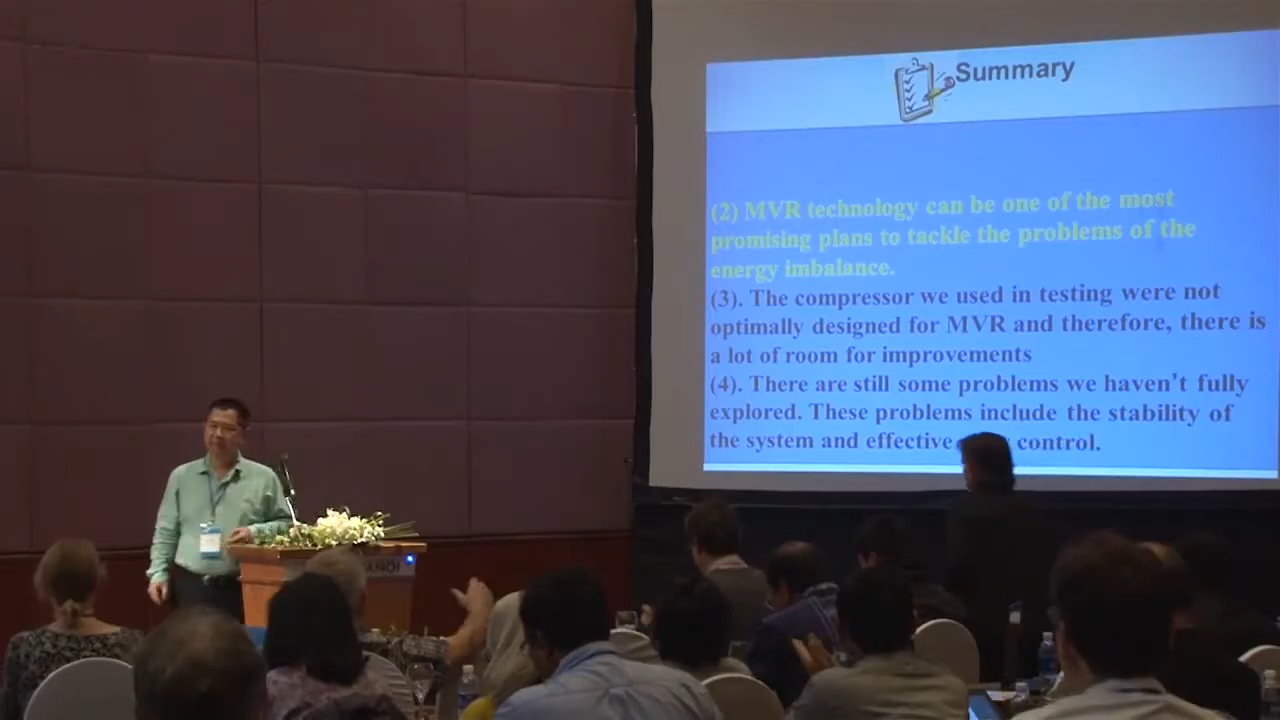 Summary
(2) MVR technology can be one of the most
promising plans to tackle the problems of the
energy imbalance.
(3). The compressor we used in testing were not
optimally designed for MVR and therefore, there is
a lot of room for improvements
(4). There are still some problems we haven't fully
explored. These problems include the stability of
the system and effective control.
ANOI